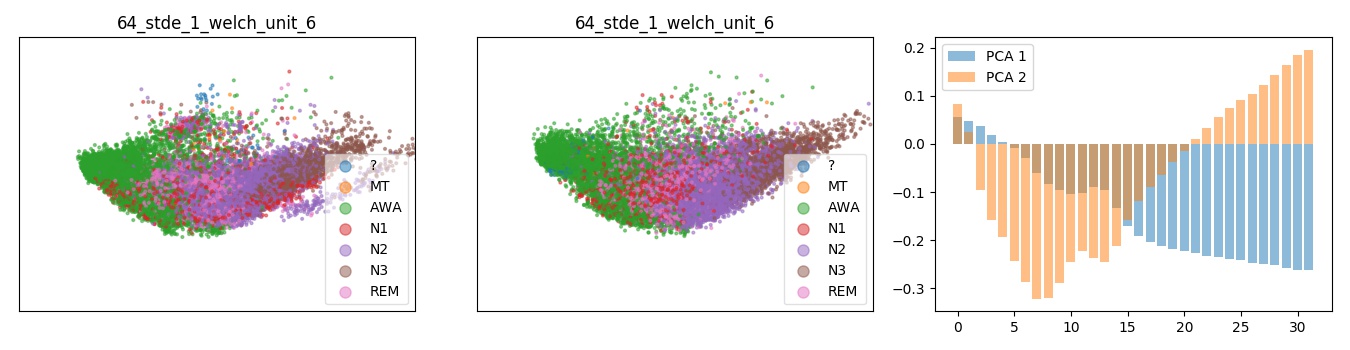 64_stde_1_welch_unit_6
?
MT
AWA
N1
N2
N3
REM
64_stde_1_welch_unit_6
?
MT
AWA
N1
N2
N3
REM
PCA 1
PCA 2
0.2
0.1
0.0
−0.1
−0.2
−0.3
0 5 10 15 20 25 30